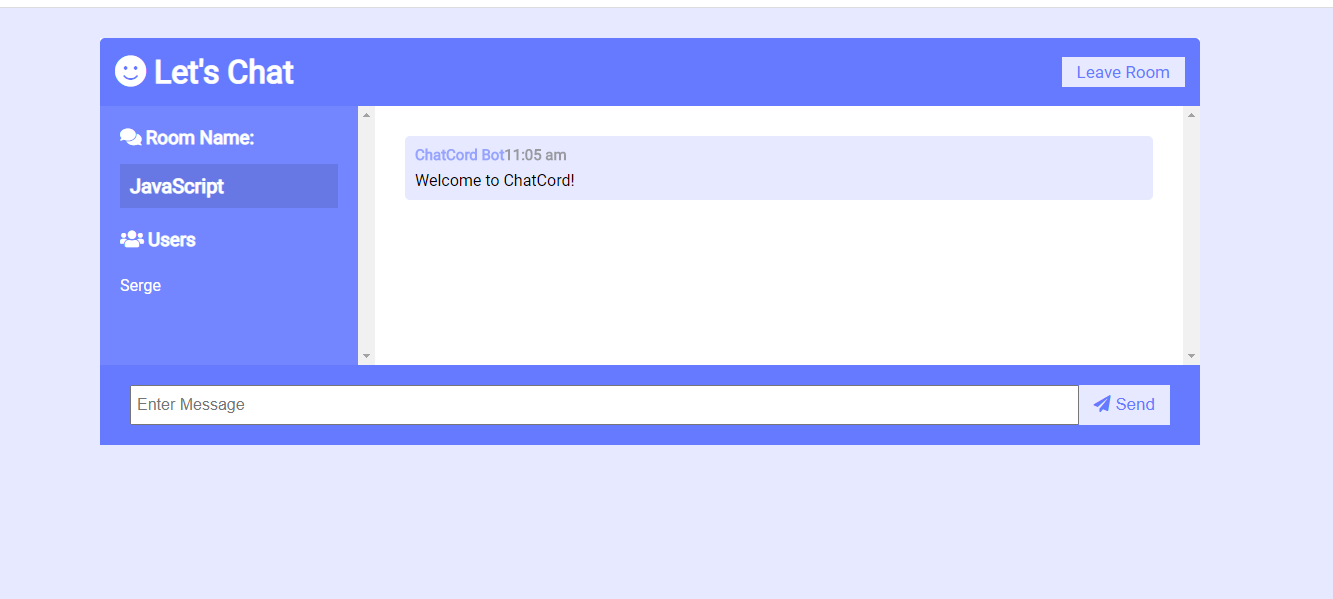 Let's Chat
Leave Room
Room Name:
JavaScript
Users
Serge
ChatCord Bot11:05 am
Welcome to ChatCord!
Enter Message
Send